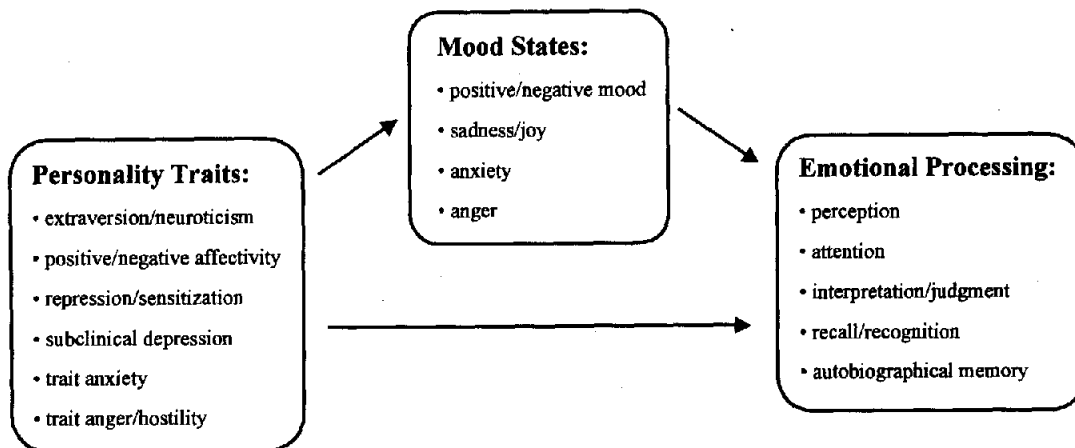 Mood States:
• positive/negative mood
• sadness/joy
• anxiety
• anger
Personality Traits:
• extraversion/neuroticism
• positive/negative affectivity
• repression/sensitization
• subclinical depression
• trait anxiety
• trait anger/hostility
Emotional Processing:
• perception
• attention
• interpretation/judgment
• recall/recognition
• autobiographical memory